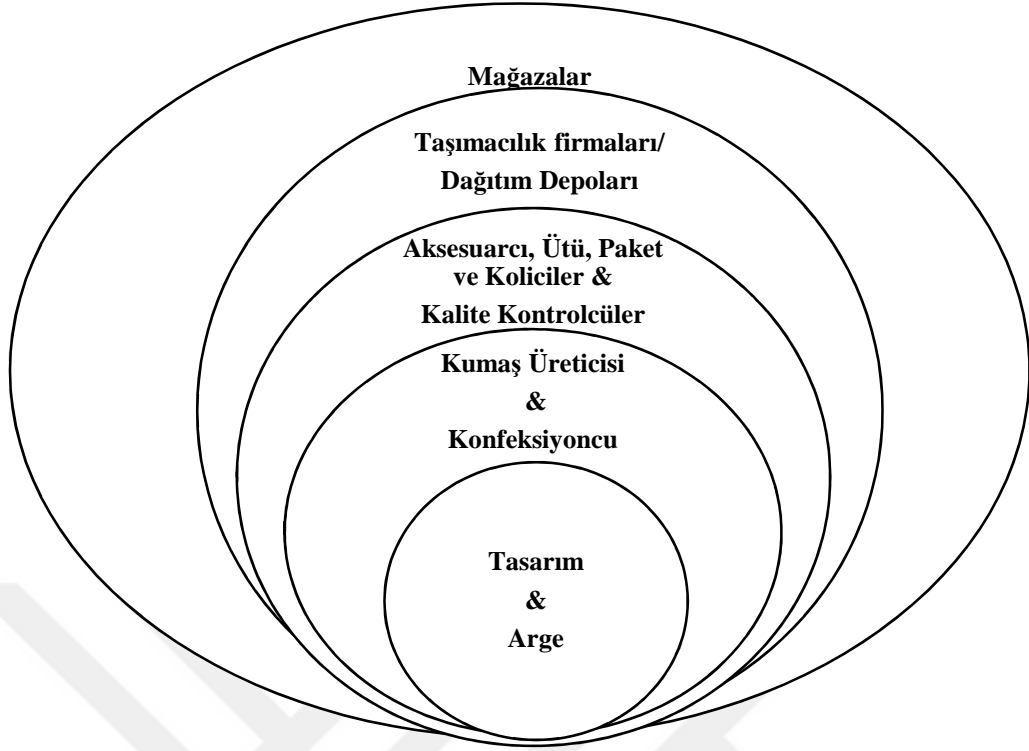 Mağazalar
Taşımacılık firmaları/
Dağıtım Depoları
Aksesuarcı, Ütü, Paket
ve Koliciler &
Kalite Kontrolcüler
Kumaş Üreticisi
&
Konfeksiyoncu
Tasarım
&
Arge